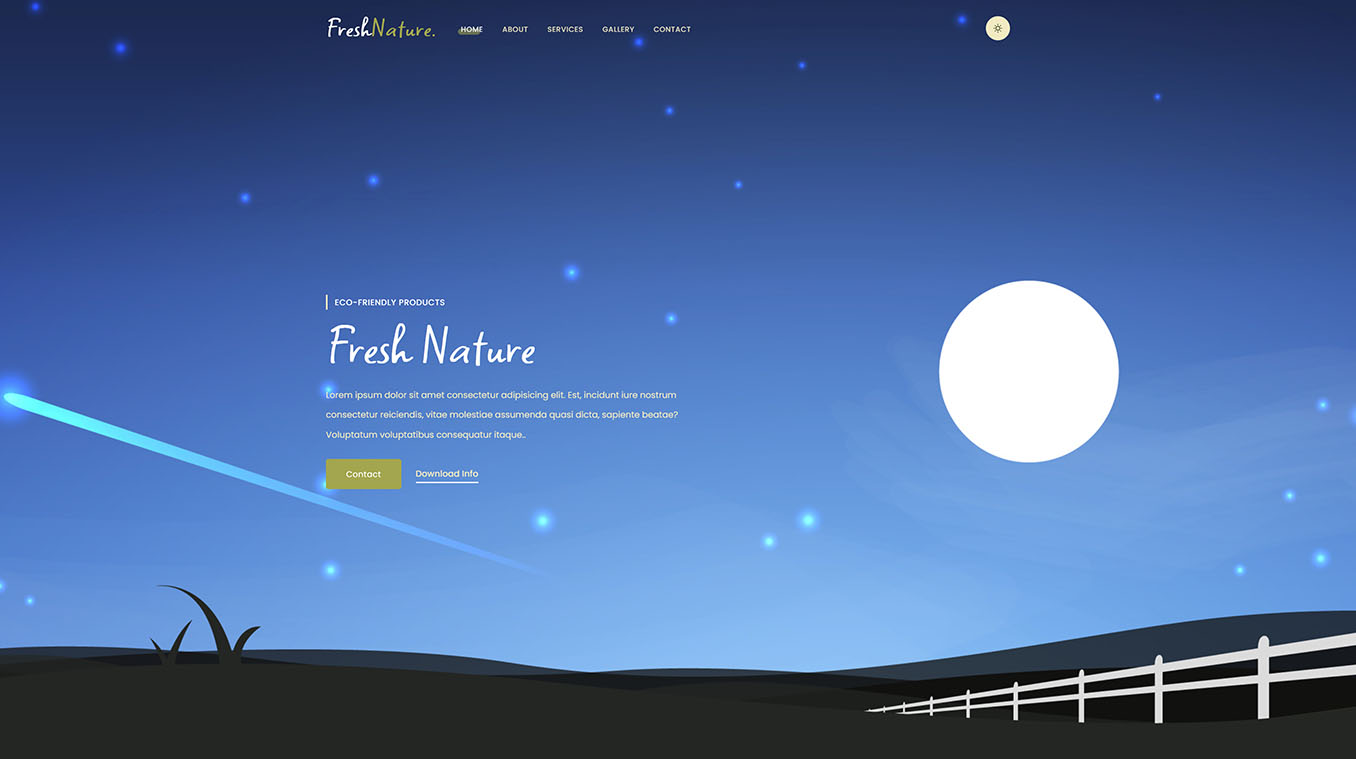 FreshNature.
HOME ABOUT SERVICES GALLERY CONTACT
ECO-FRIENDLY PRODUCTS
Fresh Nature
Lorem ipsum dolor sit amet consectetur adipisicing elit. Est, incidunt iure nostrum
consectetur reiciendis, vitae molestiae assumenda quasi dicta, sapiente beatae?
Voluptatum voluptatibus consequatur itaque..
Contact Download Info